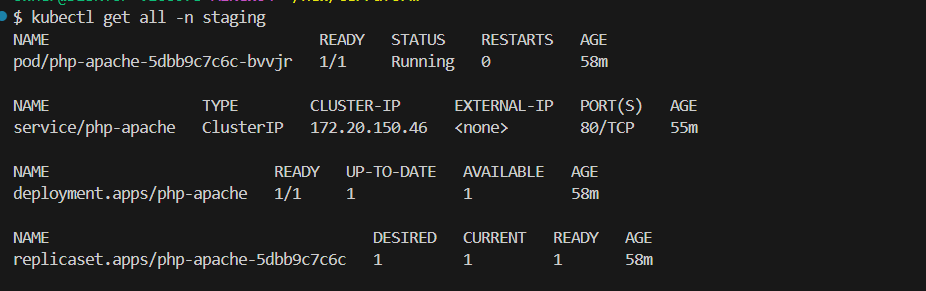 $ kubectl get all -n staging
NAME READY STATUS RESTARTS AGE
pod/php-apache-5dbb9c7c6c-bvvjr 1/1 Running 0 58m
NAME TYPE CLUSTER-IP EXTERNAL-IP PORT(S) AGE
service/php-apache ClusterIP 172.20.150.46 <none> 80/TCP 55m
NAME READY UP-TO-DATE AVAILABLE AGE
deployment.apps/php-apache 1/1 1 1 58m
NAME DESIRED CURRENT READY AGE
replicaset.apps/php-apache-5dbb9c7c6c 1 1 1 58m